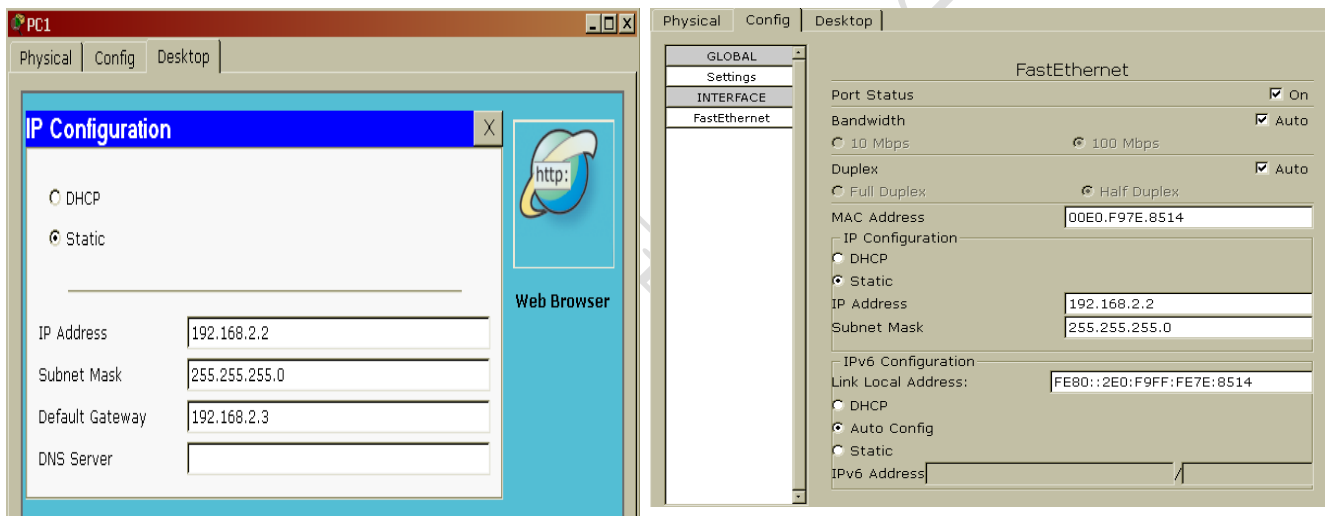 PC1
Physical Config Desktop
IP Configuration X
http:
DHCP
Static
Web Browser
IP Address 192.168.2.2
Subnet Mask 255.255.255.0
Default Gateway 192.168.2.3
DNS Server
Physical Config Desktop
GLOBAL
Settings
INTERFACE
FastEthernet
FastEthernet
Port Status On
Bandwidth Auto
10 Mbps 100 Mbps
Duplex Auto
Full Duplex Half Duplex
MAC Address 00E0.F97E.8514
IP Configuration
DHCP
Static
IP Address 192.168.2.2
Subnet Mask 255.255.255.0
IPv6 Configuration
Link Local Address: FE80::2E0:F9FF:FE7E:8514
DHCP
Auto Config
Static
IPv6 Address /